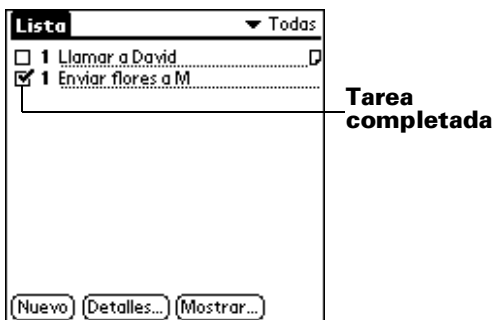 Lista Todas
1 Llamar a David
1 Enviar flores a M
Tarea
completada
Nuevo Detalles... Mostrar...